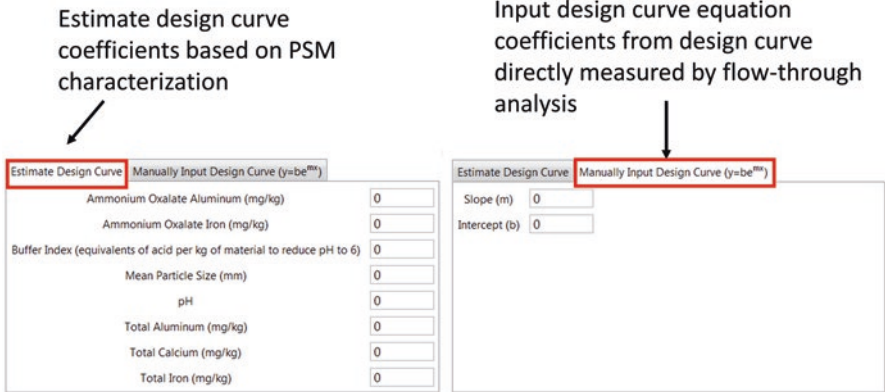 Estimate design curve
coefficients based on PSM
characterization
Input design curve equation
coefficients from design curve
directly measured by flow-through
analysis
Estimate Design Curve Manually Input Design Curve (y=be^mx)
Ammonium Oxalate Aluminum (mg/kg) 0
Ammonium Oxalate Iron (mg/kg) 0
Buffer Index (equivalents of acid per kg of material to reduce pH to 6) 0
Mean Particle Size (mm) 0
pH 0
Total Aluminum (mg/kg) 0
Total Calcium (mg/kg) 0
Total Iron (mg/kg) 0
Estimate Design Curve Manually Input Design Curve (y=be^mx)
Slope (m) 0
Intercept (b) 0